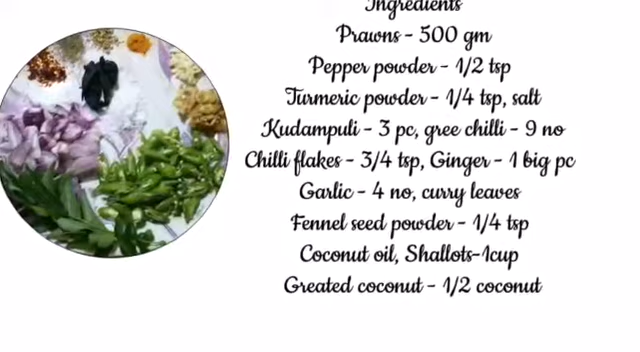 Ingredients
Prawns - 500 gm
Pepper powder - 1/2 tsp
Turmeric powder - 1/4 tsp, salt
Kudampuli - 3 pc, gree chilli - 9 no
Chilli flakes - 3/4 tsp, Ginger - 1 big pc
Garlic - 4 no, curry leaves
Fennel seed powder - 1/4 tsp
Coconut oil, Shallots-1cup
Greated coconut - 1/2 coconut